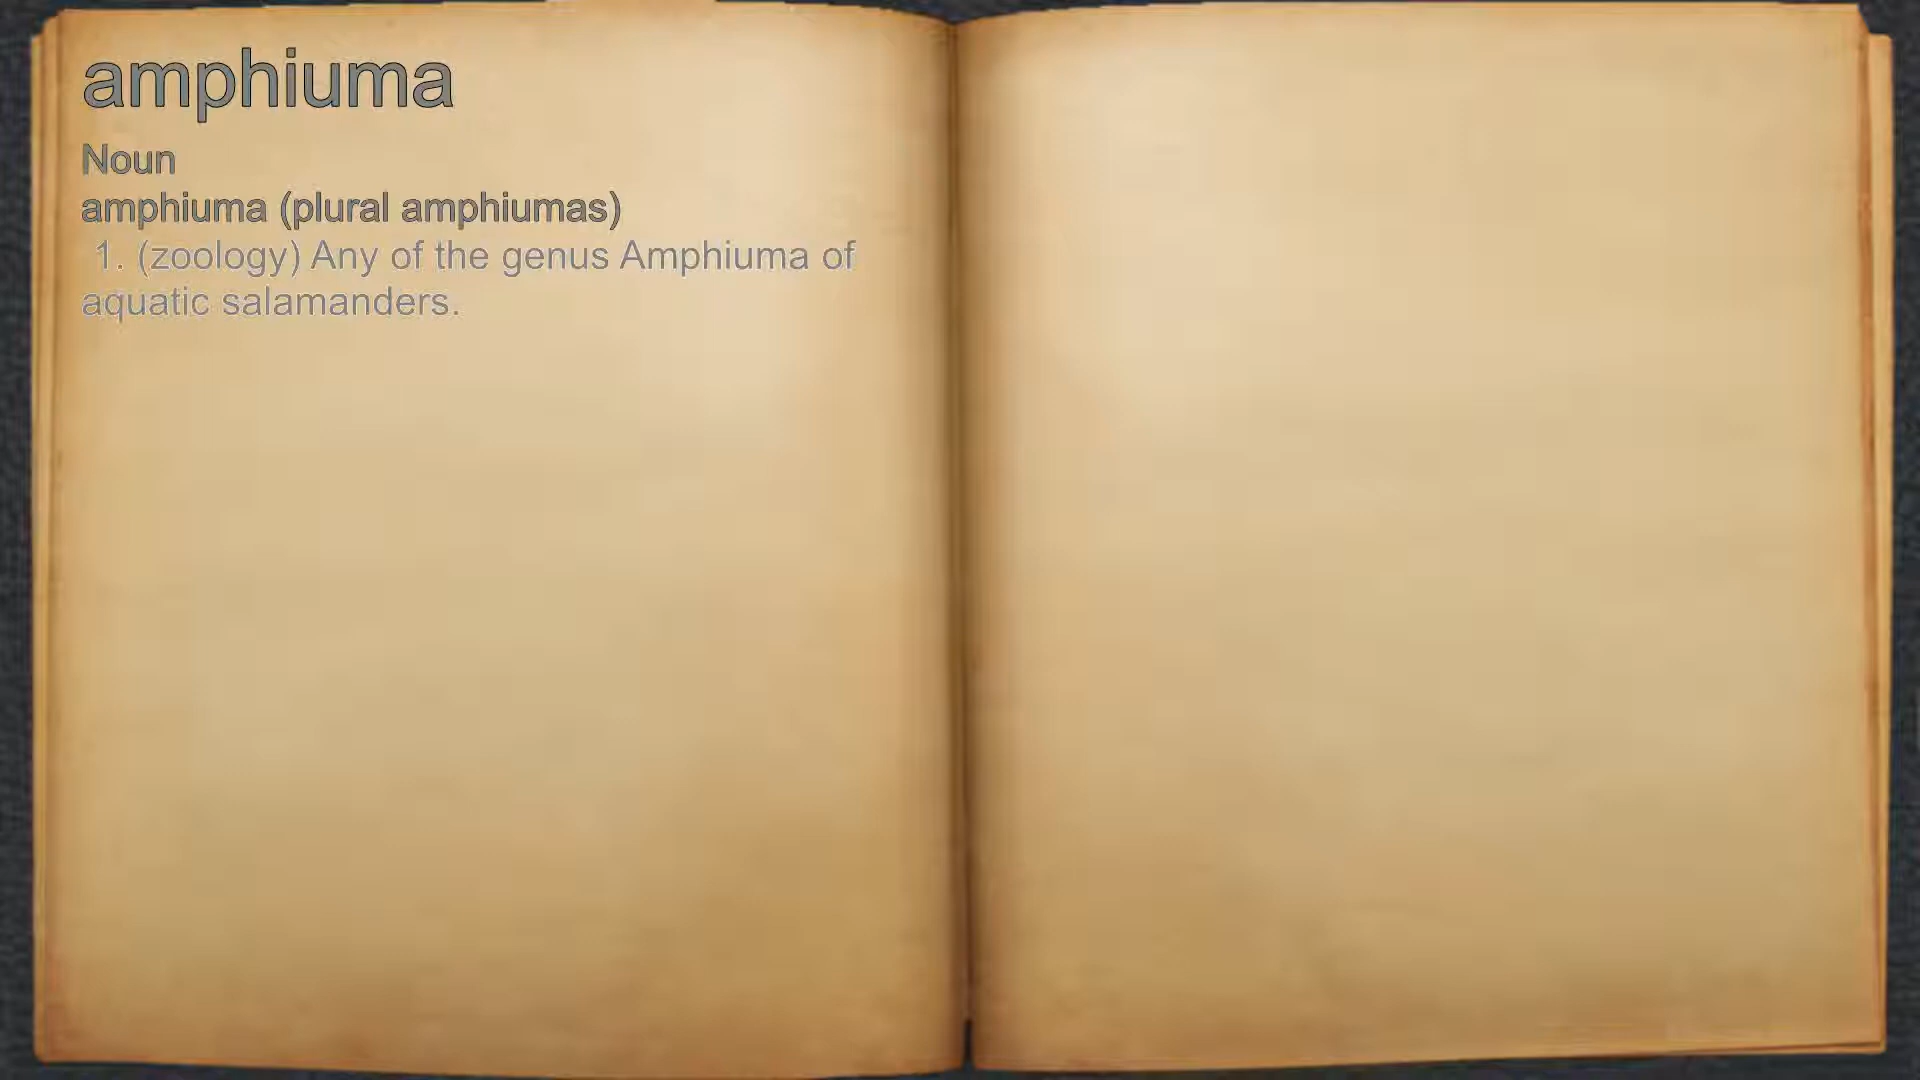 amphiuma
Noun
amphiuma (plural amphiumas)
1. (zoology) Any of the genus Amphiuma of
aquatic salamanders.